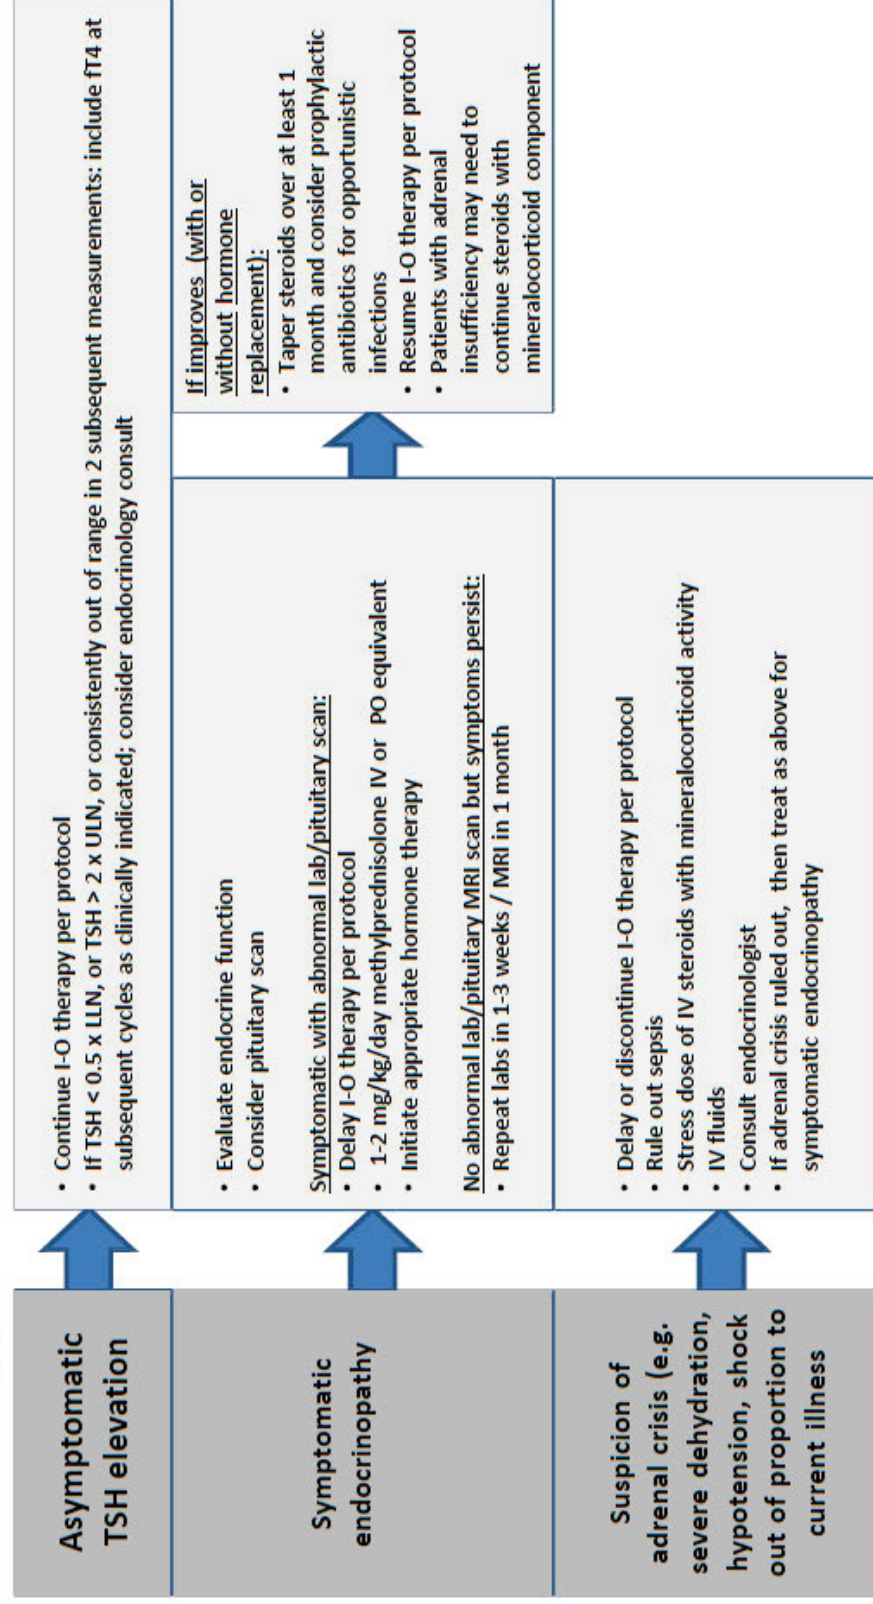 Asymptomatic
TSH elevation
• Continue I-O therapy per protocol
• If TSH < 0.5 x LLN, or TSH > 2 x ULN, or consistently out of range in 2 subsequent measurements: include fT4 at
subsequent cycles as clinically indicated; consider endocrinology consult
Symptomatic
endocrinopathy
• Evaluate endocrine function
• Consider pituitary scan
Symptomatic with abnormal lab/pituitary scan:
• Delay I-O therapy per protocol
• 1-2 mg/kg/day methylprednisolone IV or PO equivalent
• Initiate appropriate hormone therapy
No abnormal lab/pituitary MRI scan but symptoms persist:
• Repeat labs in 1-3 weeks / MRI in 1 month
If improves (with or
without hormone
replacement):
• Taper steroids over at least 1
month and consider prophylactic
antibiotics for opportunistic
infections
• Resume I-O therapy per protocol
• Patients with adrenal
insufficiency may need to
continue steroids with
mineralocorticoid component
Suspicion of
adrenal crisis (e.g.
severe dehydration,
hypotension, shock
out of proportion to
current illness
• Delay or discontinue I-O therapy per protocol
• Rule out sepsis
• Stress dose of IV steroids with mineralocorticoid activity
• IV fluids
• Consult endocrinologist
• If adrenal crisis ruled out, then treat as above for
symptomatic endocrinopathy